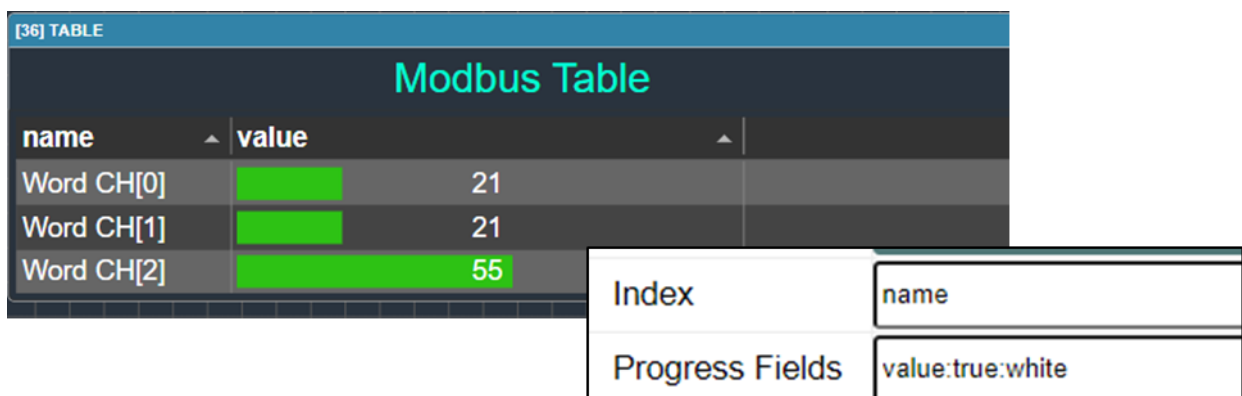 [36] TABLE
Modbus Table
name value
Word CH[0] 21
Word CH[1] 21
Word CH[2] 55
Index name
Progress Fields value:true:white